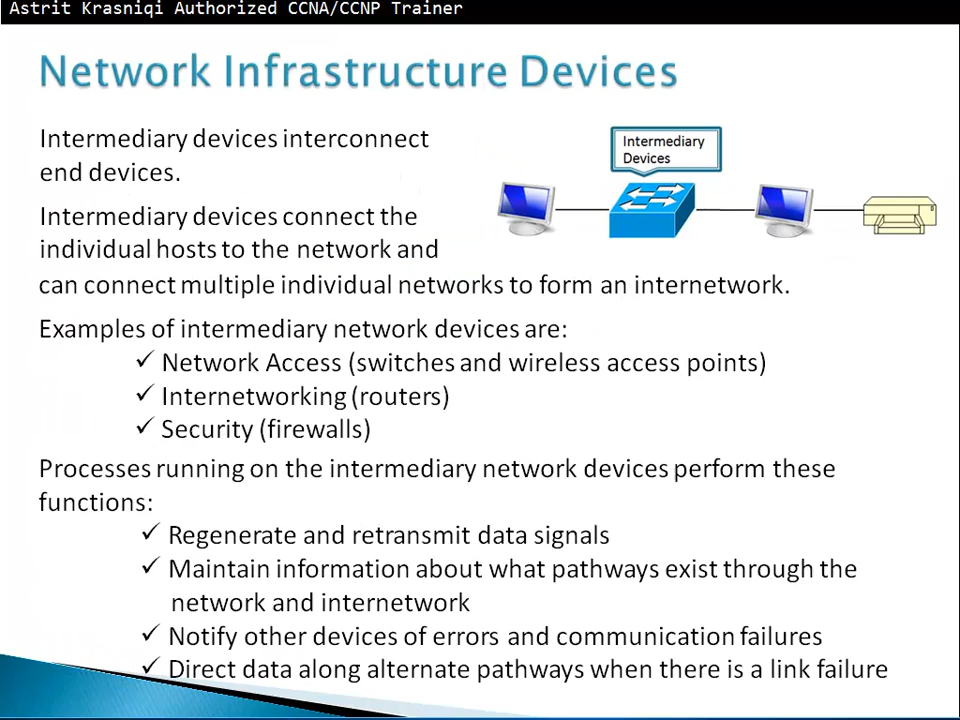 Astrit Krasniqi Authorized CCNA/CCNP Trainer
Network Infrastructure Devices
Intermediary devices interconnect
end devices.
Intermediary
Devices
Intermediary devices connect the
individual hosts to the network and
can connect multiple individual networks to form an internetwork.
Examples of intermediary network devices are:
✓ Network Access (switches and wireless access points)
✓ Internetworking (routers)
✓ Security (firewalls)
Processes running on the intermediary network devices perform these
functions:
✓ Regenerate and retransmit data signals
✓ Maintain information about what pathways exist through the
network and internetwork
✓ Notify other devices of errors and communication failures
✓ Direct data along alternate pathways when there is a link failure